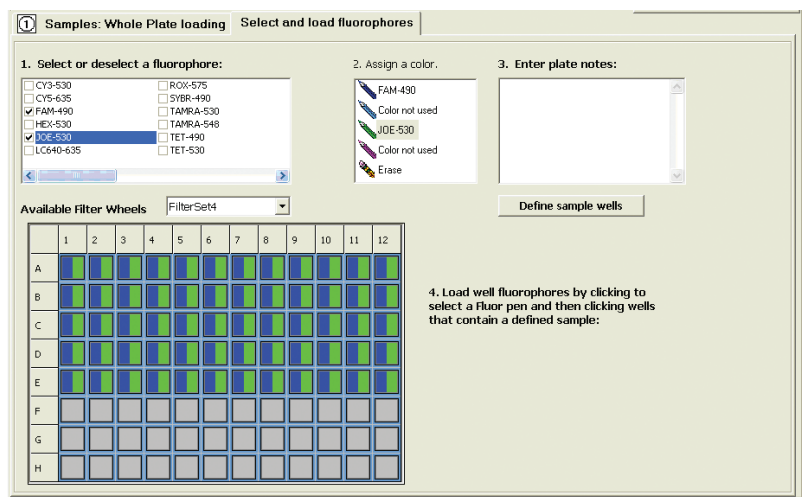 1 Samples: Whole Plate loading Select and load fluorophores
1. Select or deselect a fluorophore: 2. Assign a color. 3. Enter plate notes:
CY3-530 ROX-575
CY5-635 SYBR-490
FAM-490 TAMRA-530
HEX-530 TAMRA-548
JOE-530 TET-490
LC640-635 TET-530
FAM-490
Color not used
JOE-530
Color not used
Erase
Available Filter Wheels FilterSet4 Define sample wells
1 2 3 4 5 6 7 8 9 10 11 12
A
B
C
D
E
F
G
H
4. Load well fluorophores by clicking to
select a Fluor pen and then clicking wells
that contain a defined sample: